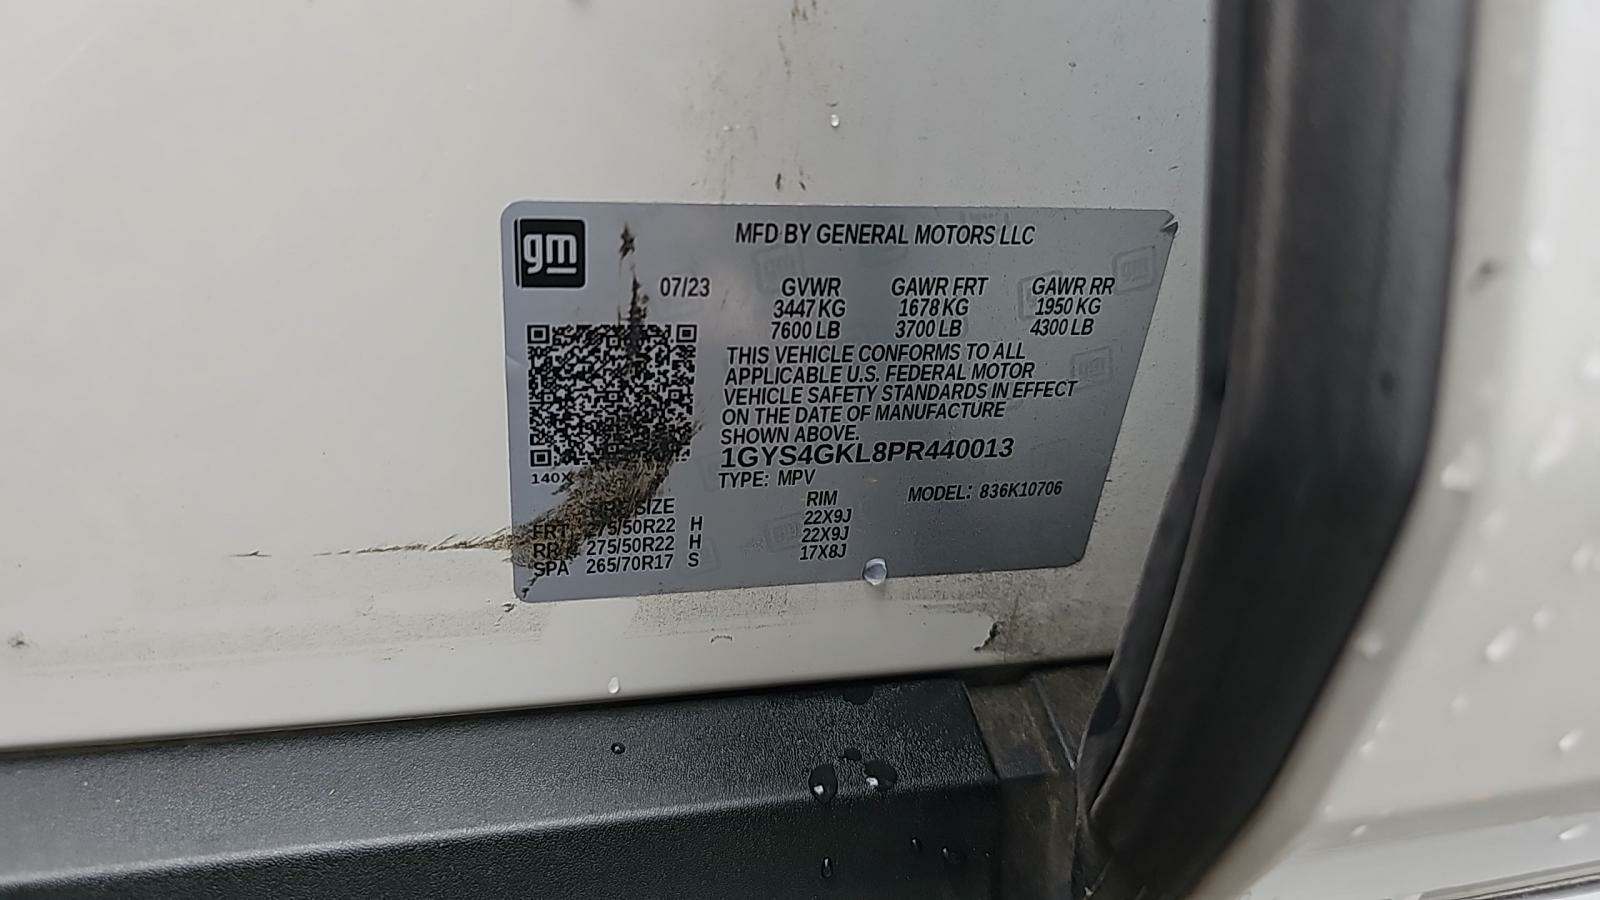 gm
MFD BY GENERAL MOTORS LLC
07/23 GVWR GAWR FRT GAWR RR
3447 KG 1678 KG 1950 KG
7600 LB 3700 LB 4300 LB
THIS VEHICLE CONFORMS TO ALL
APPLICABLE U.S. FEDERAL MOTOR
VEHICLE SAFETY STANDARDS IN EFFECT
ON THE DATE OF MANUFACTURE
SHOWN ABOVE.
1GYS4GKL8PR440013
140X
TYPE: MPV MODEL: 836K10706
SIZE RIM
FRT 275/50R22 H 22X9J
RR 275/50R22 H 22X9J
SPA 265/70R17 S 17X8J